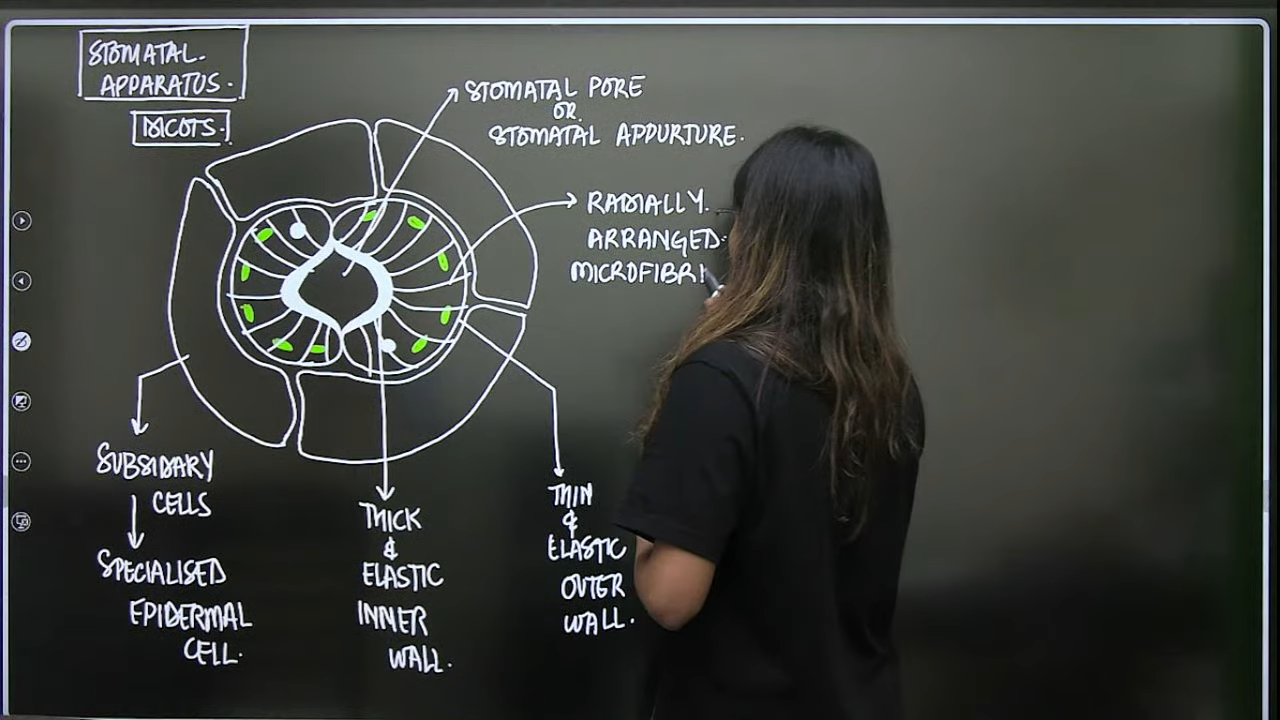 STOMATAL.
APPARATUS.
DICOTS.
STOMATAL PORE
OR.
STOMATAL APPURTURE.
RADIALLY.
ARRANGED.
MICROFIBRI
SUBSIDARY
CELLS
SPECIALISED
EPIDERMAL
CELL.
THICK
&
ELASTIC
INNER
WALL.
THIN
&
ELASTIC
OUTER
WALL.